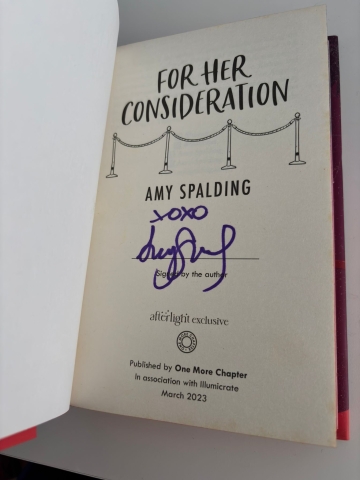 FOR HER
CONSIDERATION
AMY SPALDING
xoxo
Signed by the author
afterlight exclusive
Published by One More Chapter
in association with Illumicrate
March 2023